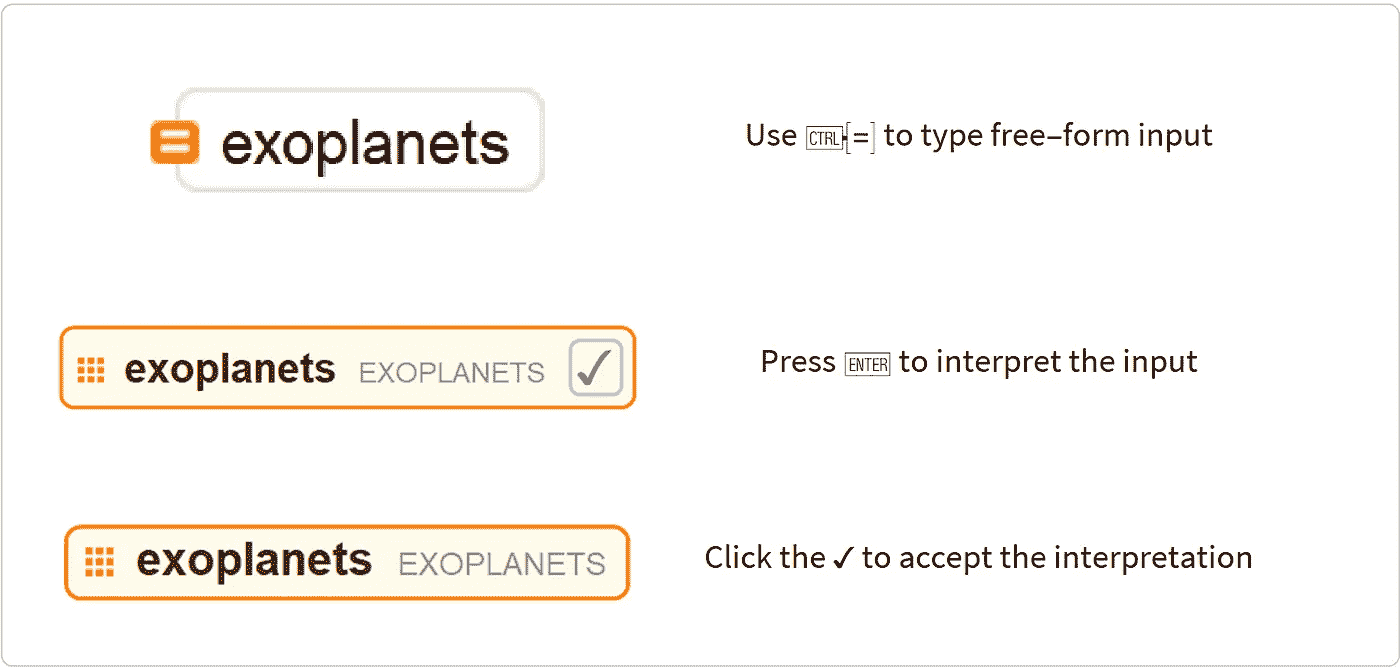 exoplanets
Use CTRL[=] to type free–form input
exoplanets EXOPLANETS ✓
Press ENTER to interpret the input
exoplanets EXOPLANETS
Click the ✓ to accept the interpretation